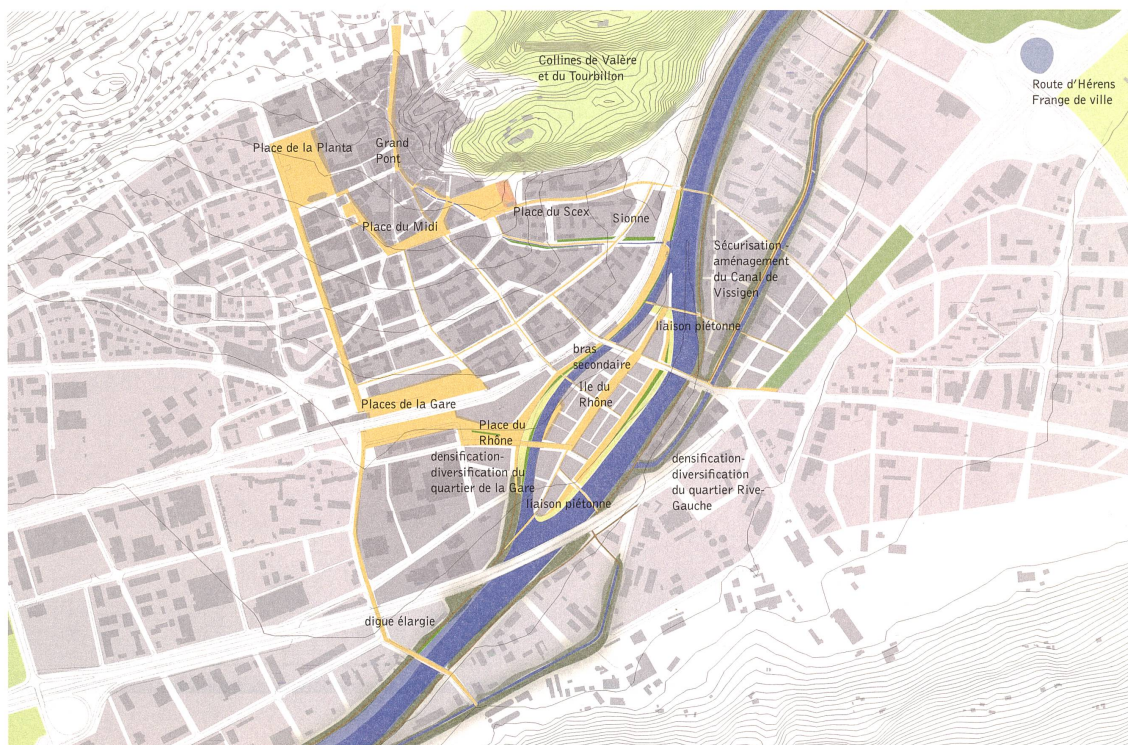 Collines de Valère
et du Tourbillon
Route d'Hérens
Frange de ville
Place de la Planta
Grand
Pont
Place du Scex
Sionne
Place du Midi
Sécurisation -
aménagement
du Canal de
Vissigen
liaison piétonne
bras
secondaire
Ile du
Rhône
Places de la Gare
Place du
Rhône
densification-
diversification du
quartier de la Gare
densification-
diversification
du quartier Rive-
Gauche
liaison piétonne
digue élargie